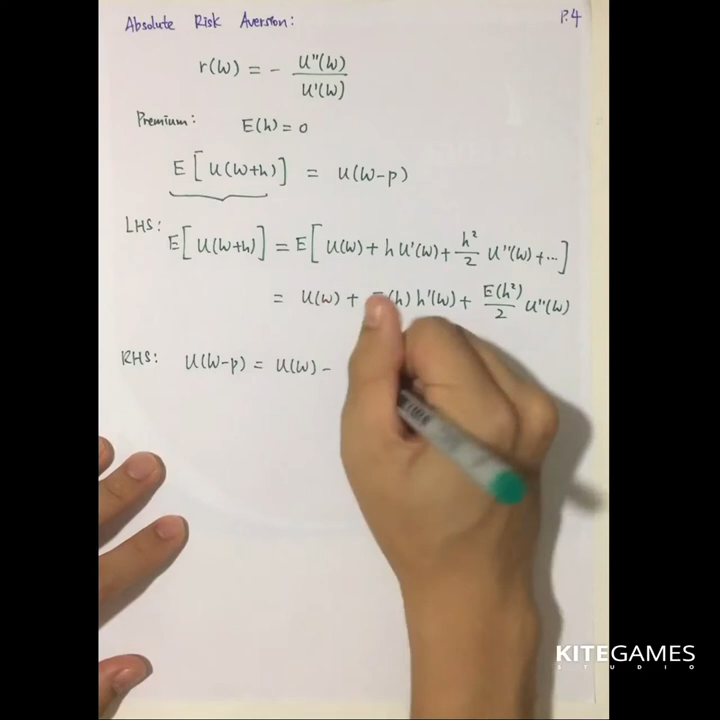 Absolute Risk Aversion: P.4
r(w) = - u''(w) / u'(w)
Premium: E(h) = 0
E[u(w+h)] = u(w-p)
LHS:
E[u(w+h)] = E[u(w) + h u'(w) + h²/2 u''(w) + ...]
= u(w) + (h) h'(w) + E(h²)/2 u''(w)
RHS: u(w-p) = u(w) -
KITEGAMES
STUDIO